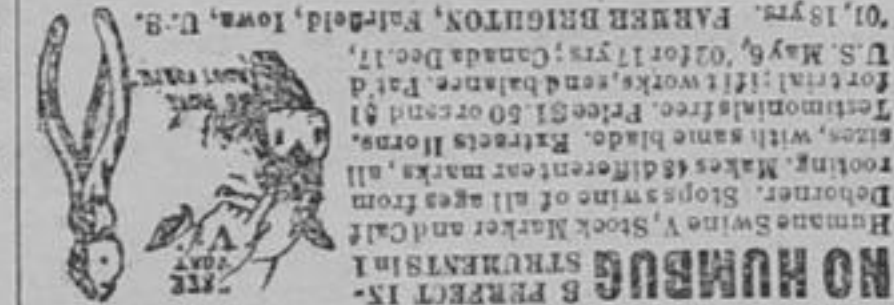 NO HUMBUG 3 PERFECT IN-
STRUMENTS in 1
Humane Swine V, Stock Marker and Calf
Dehorner. Stops swine of all ages from
rooting. Makes 48 different ear marks, all
sizes, with same blade. Extracts Horns.
Testimonials free. Price $1.50 or send $1
for trial; if it works, send balance. Pat'd
U.S. May 6, '02 for 17 yrs; Canada Dec. 17,
'01, 18 yrs. FARMER BRIGHTON, Fairfield, Iowa, U.S.
V